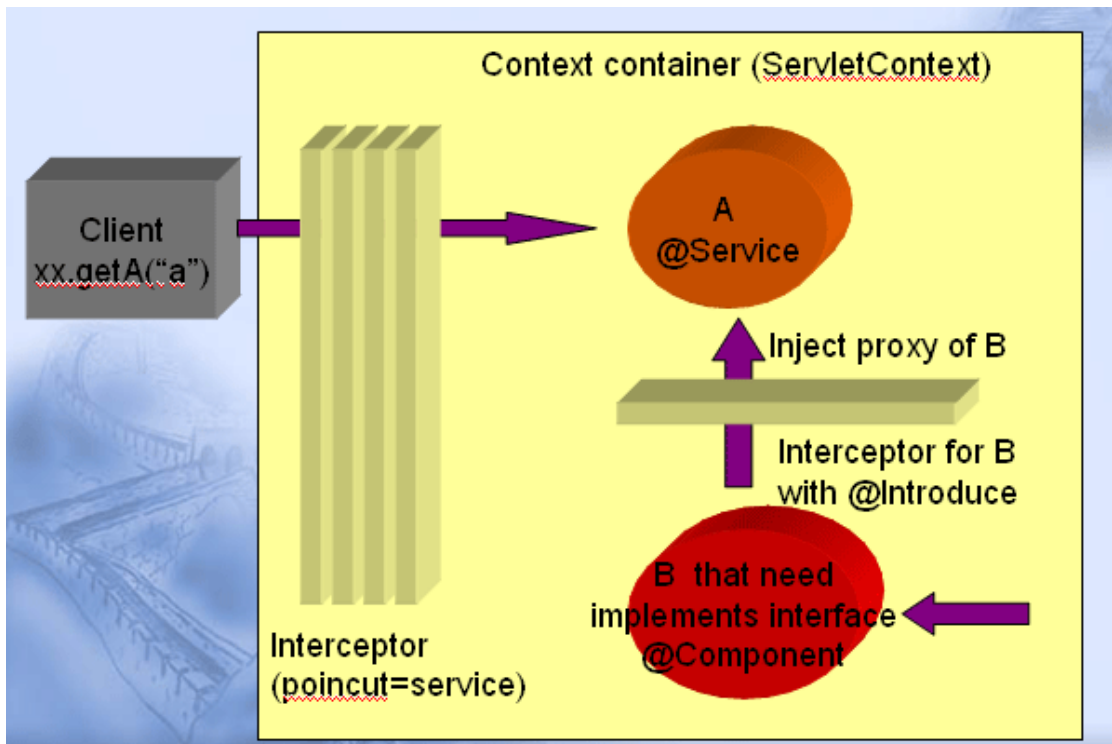 Context container (ServletContext)
Client
xx.getA(“a”)
A
@Service
Inject proxy of B
Interceptor for B
with @Introduce
B that need
implements interface
@Component
Interceptor
(poincut=service)